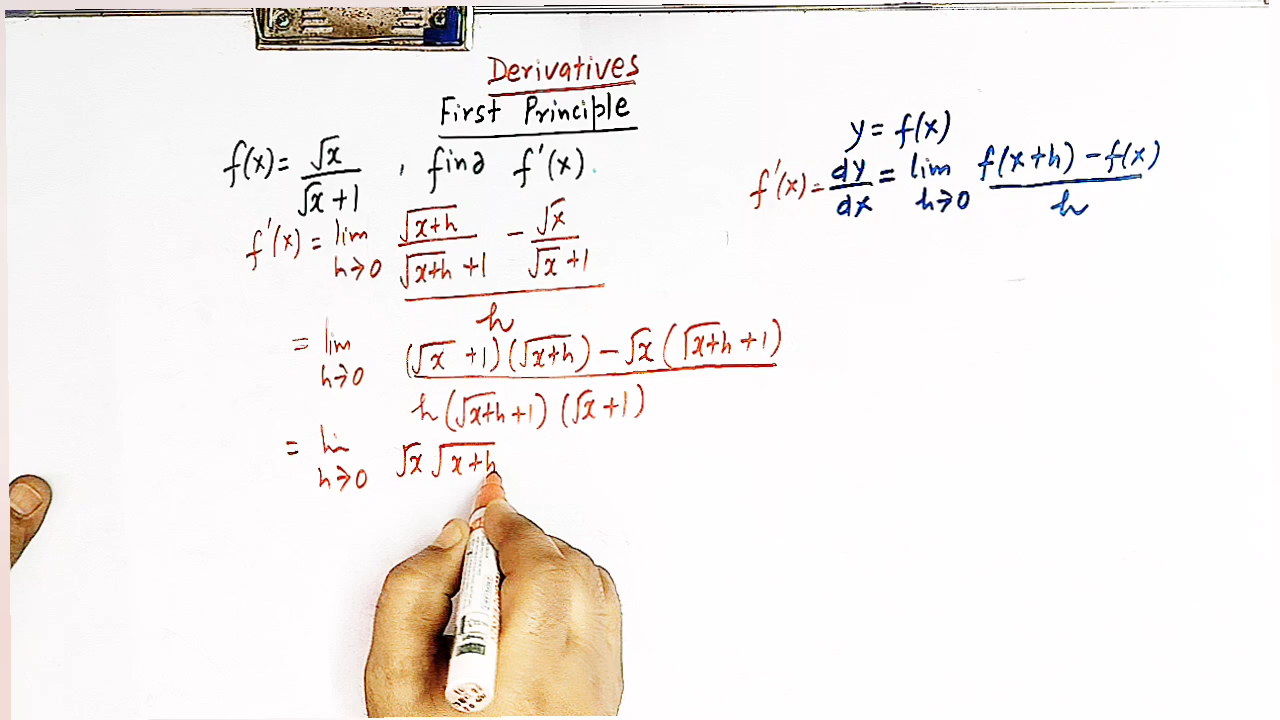 Derivatives
First Principle
f(x) = √x / (√x + 1) , find f'(x).
y = f(x)
f'(x) = dy/dx = lim h→0 (f(x+h) - f(x)) / h
f'(x) = lim h→0 (√(x+h) / (√(x+h) + 1) - √x / (√x + 1)) / h
= lim h→0 ((√x + 1)(√(x+h)) - √x(√(x+h) + 1)) / (h(√(x+h) + 1)(√x + 1))
= lim h→0 √x √(x+h)